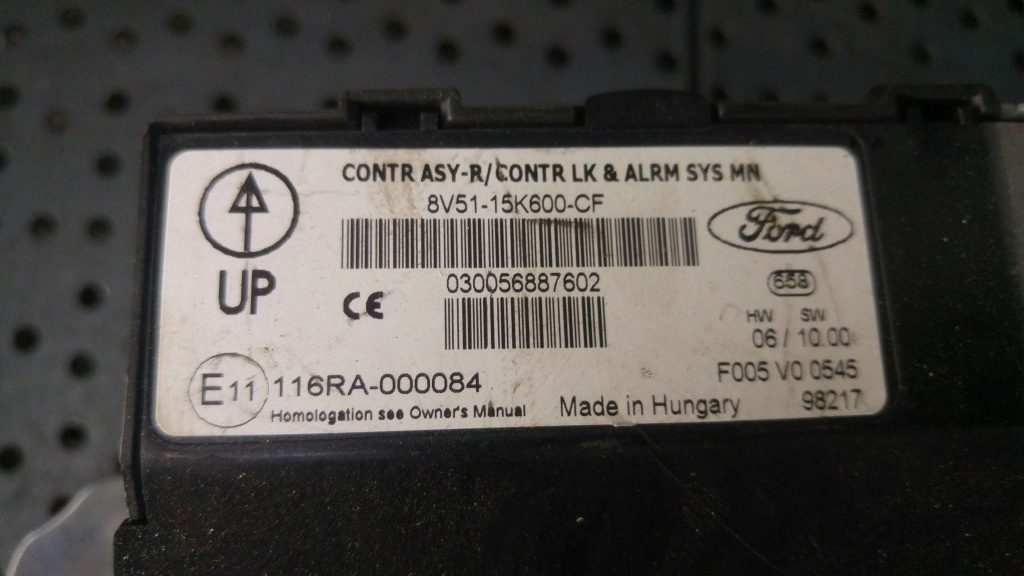 CONTR ASY-R/CONTR LK & ALRM SYS MN
8V51-15K600-CF
Ford
UP
CE
030056887602
658
HW SW
06 / 10.00
F005 V0 0545
E11 116RA-000084
Homologation see Owner's Manual
Made in Hungary
98217